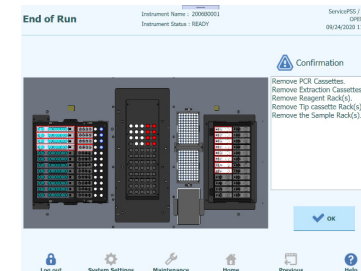 End of Run
Instrument Name : 200680001
Instrument Status : READY
ServicePSS /
OPE
09/24/2020 1
Confirmation
Remove PCR Cassettes.
Remove Extraction Cassettes
Remove Reagent Rack(s).
Remove Tip cassette Rack(s)
Remove the Sample Rack(s).
OK
Log out
System Settings
Maintenance
Home
Previous
Help